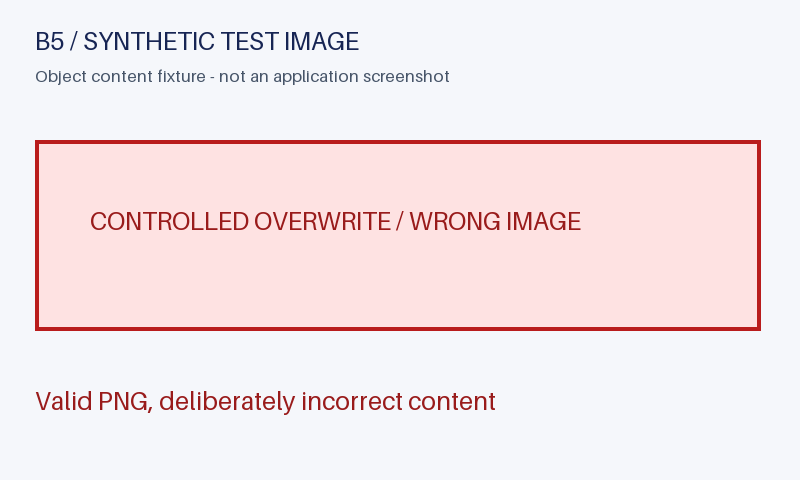 B5 / SYNTHETIC TEST IMAGE
Object content fixture - not an application screenshot
CONTROLLED OVERWRITE / WRONG IMAGE
Valid PNG, deliberately incorrect content